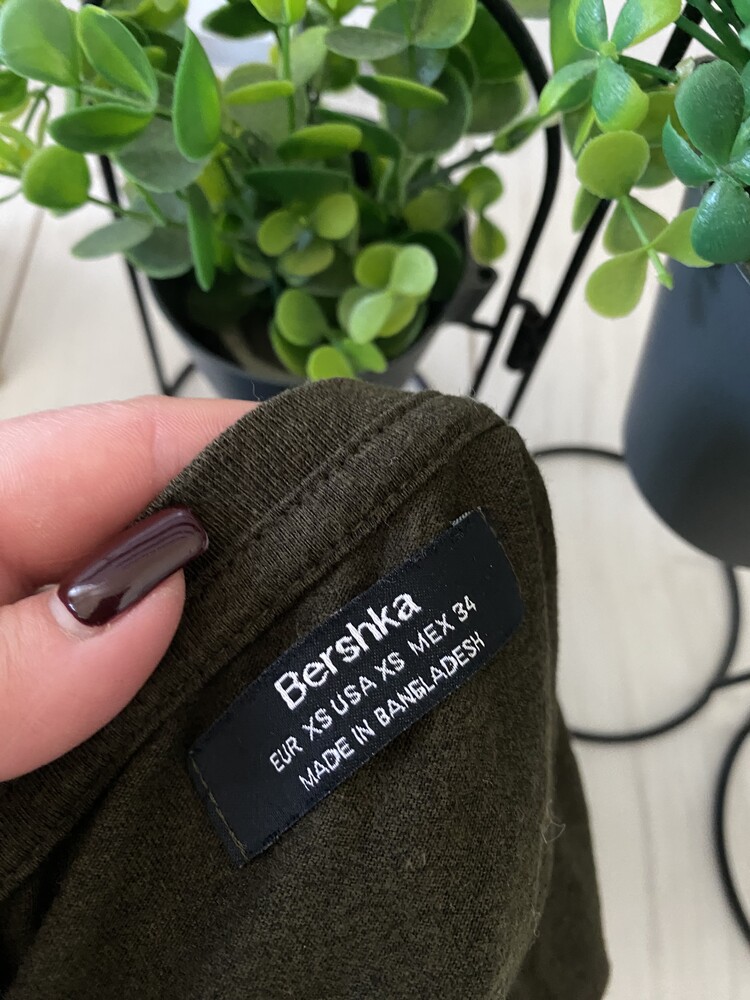 Bershka
EUR XS USA XS MEX 34
MADE IN BANGLADESH